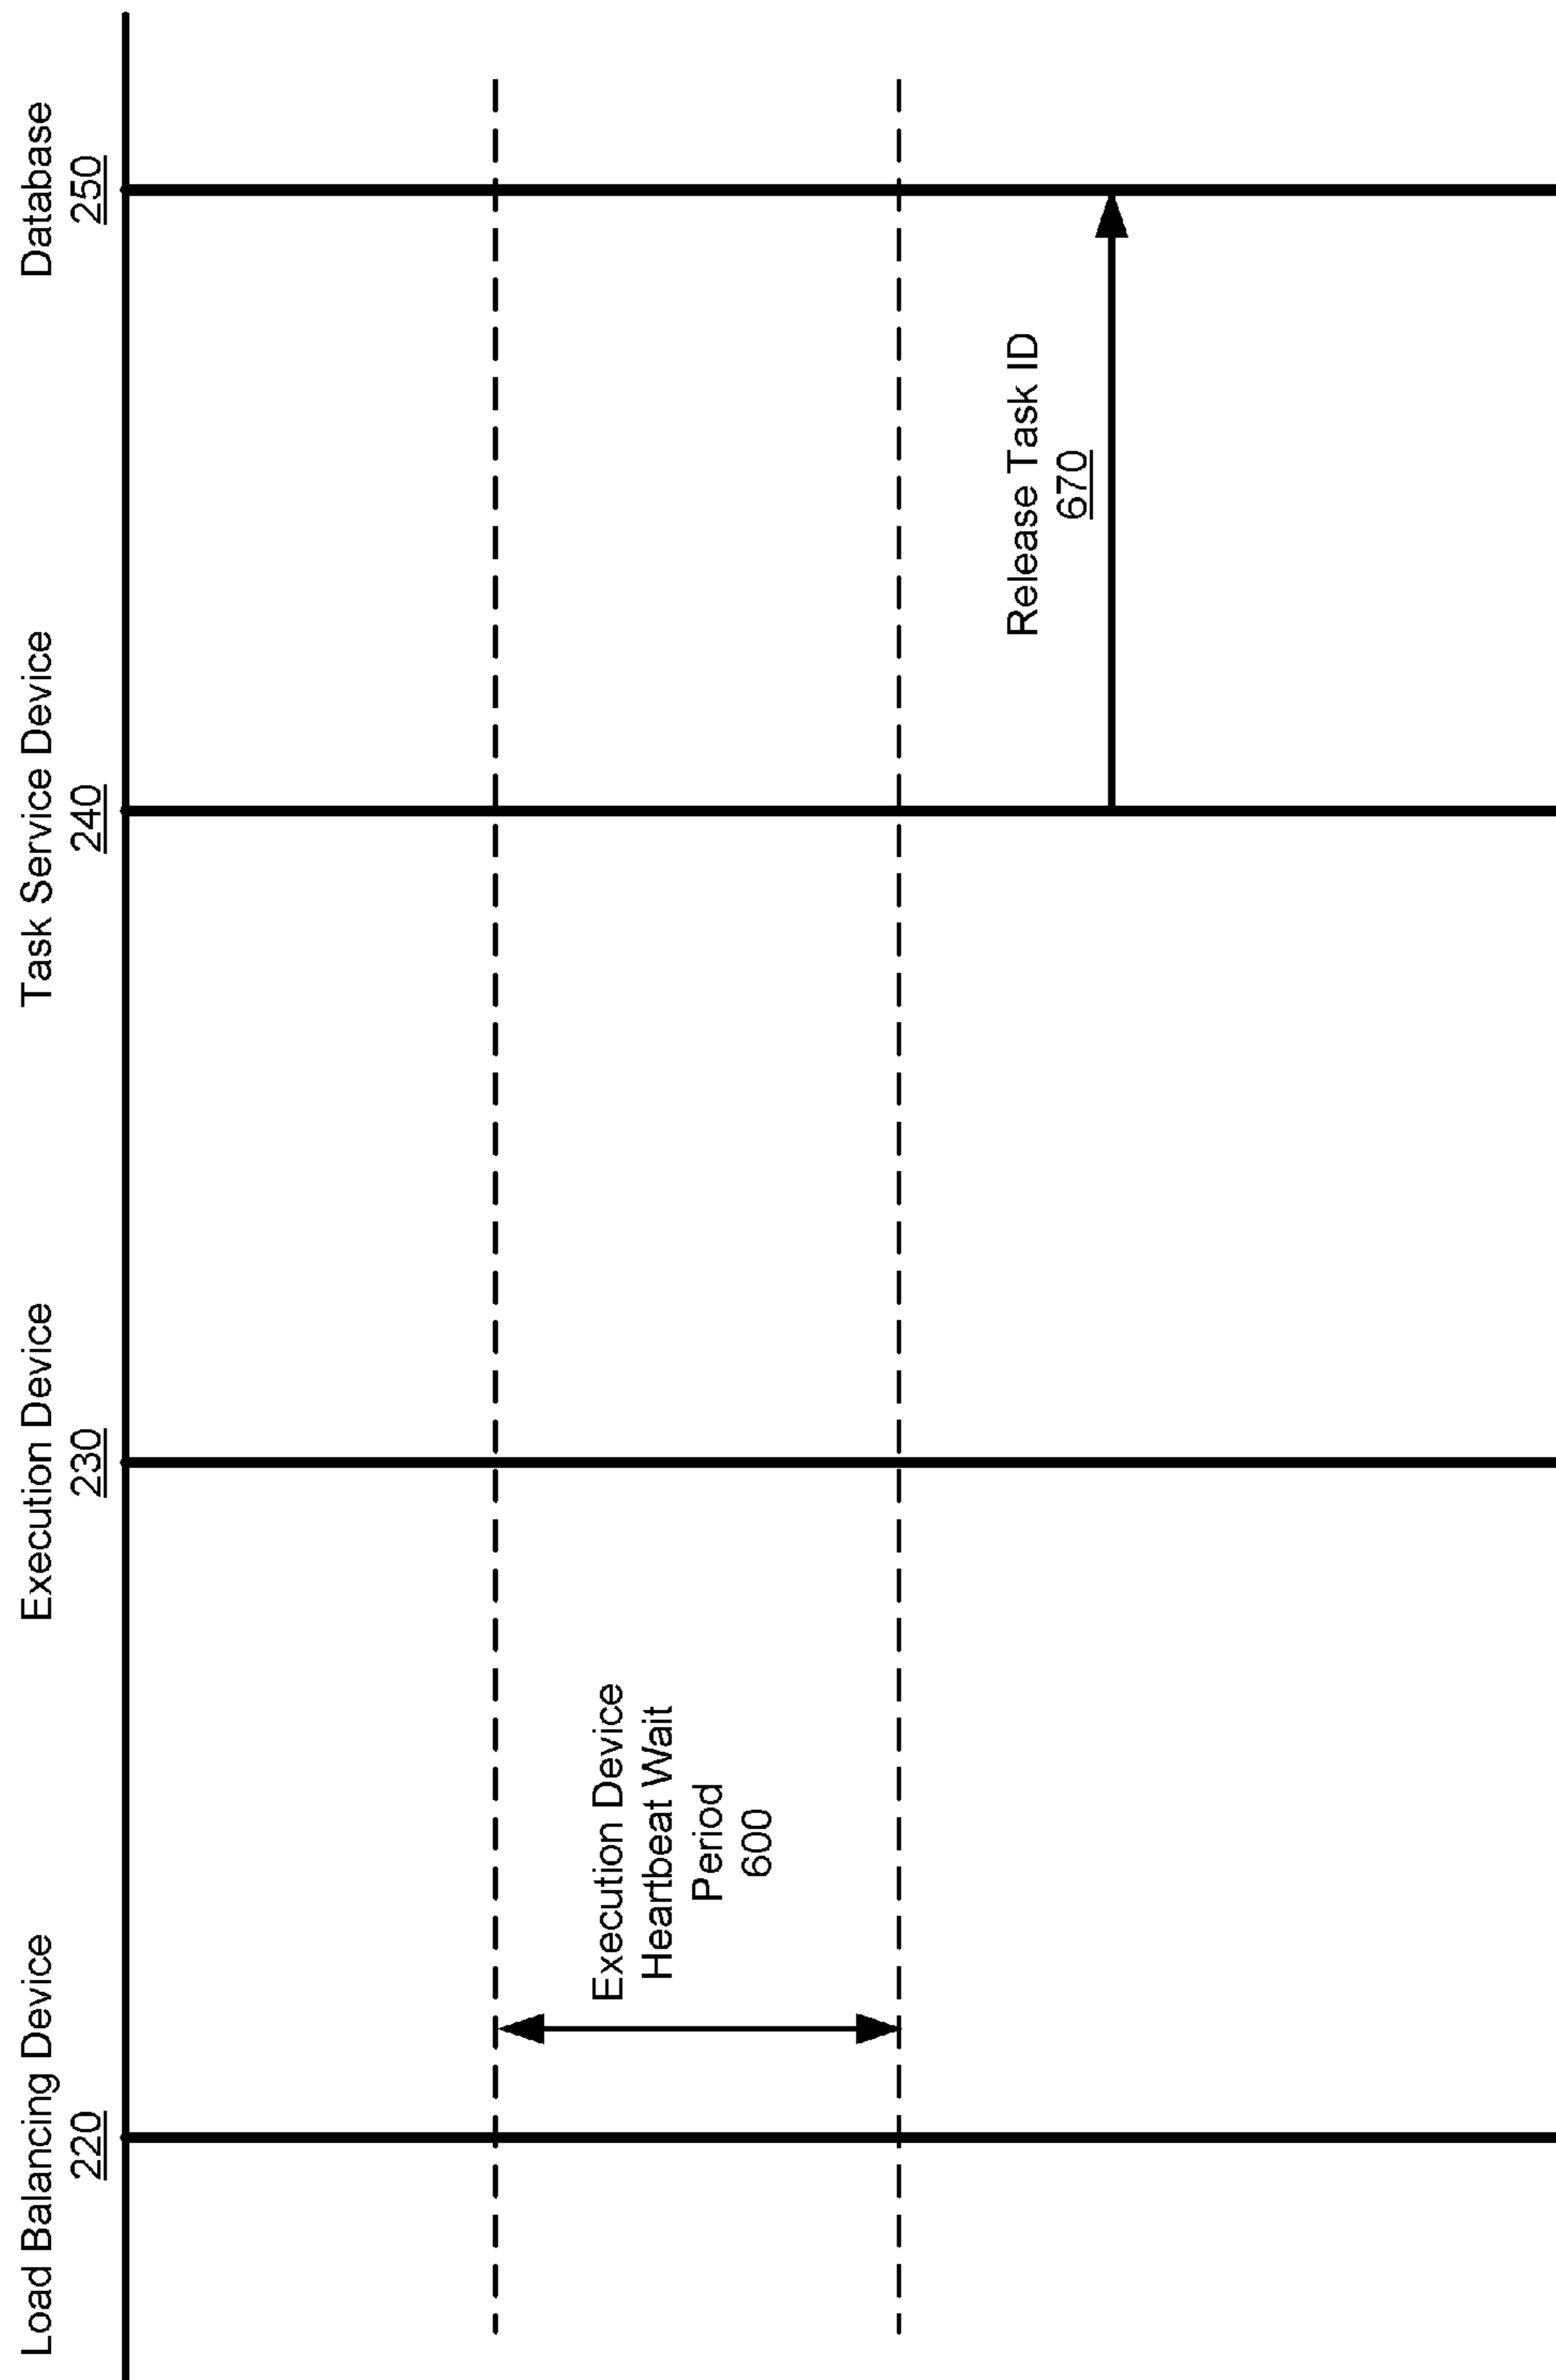 Load Balancing Device
220
Execution Device
230
Task Service Device
240
Database
250
Execution Device
Heartbeat Wait
Period
600
Release Task ID
670